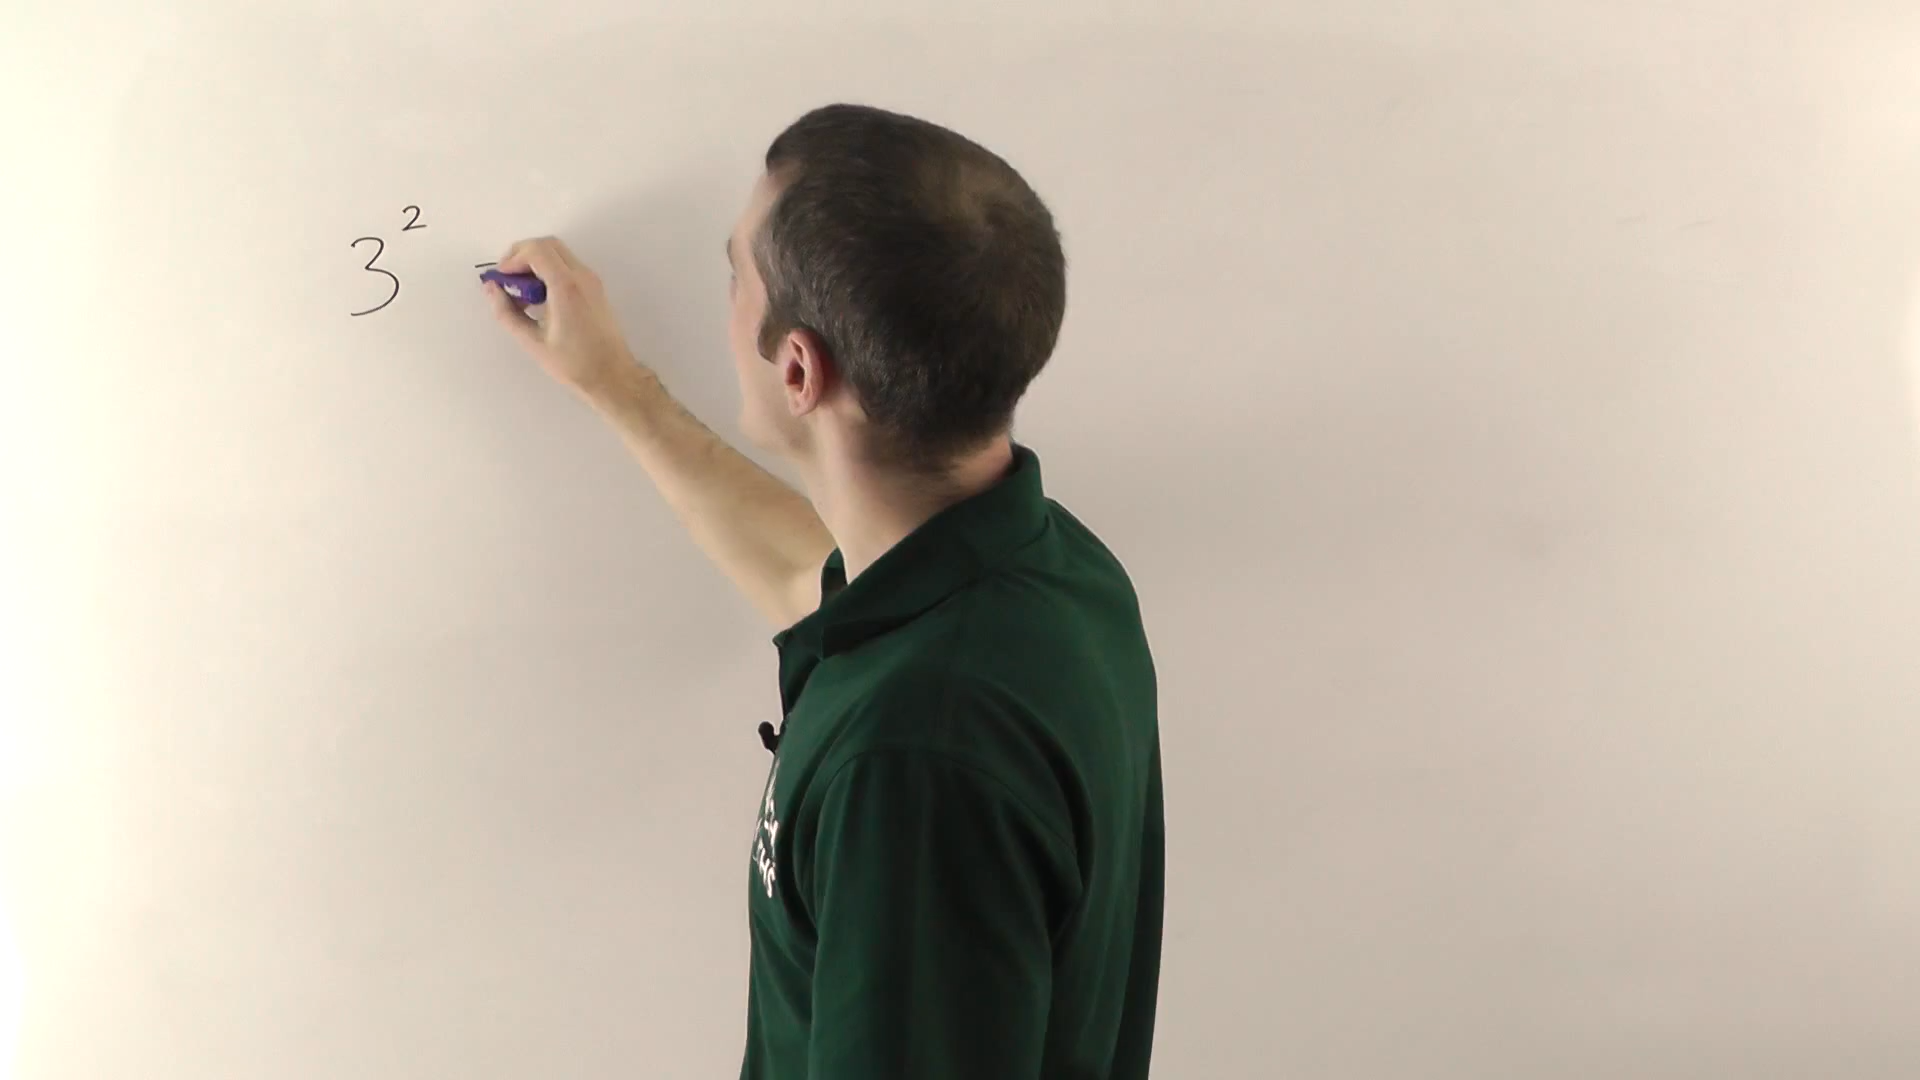 3² =